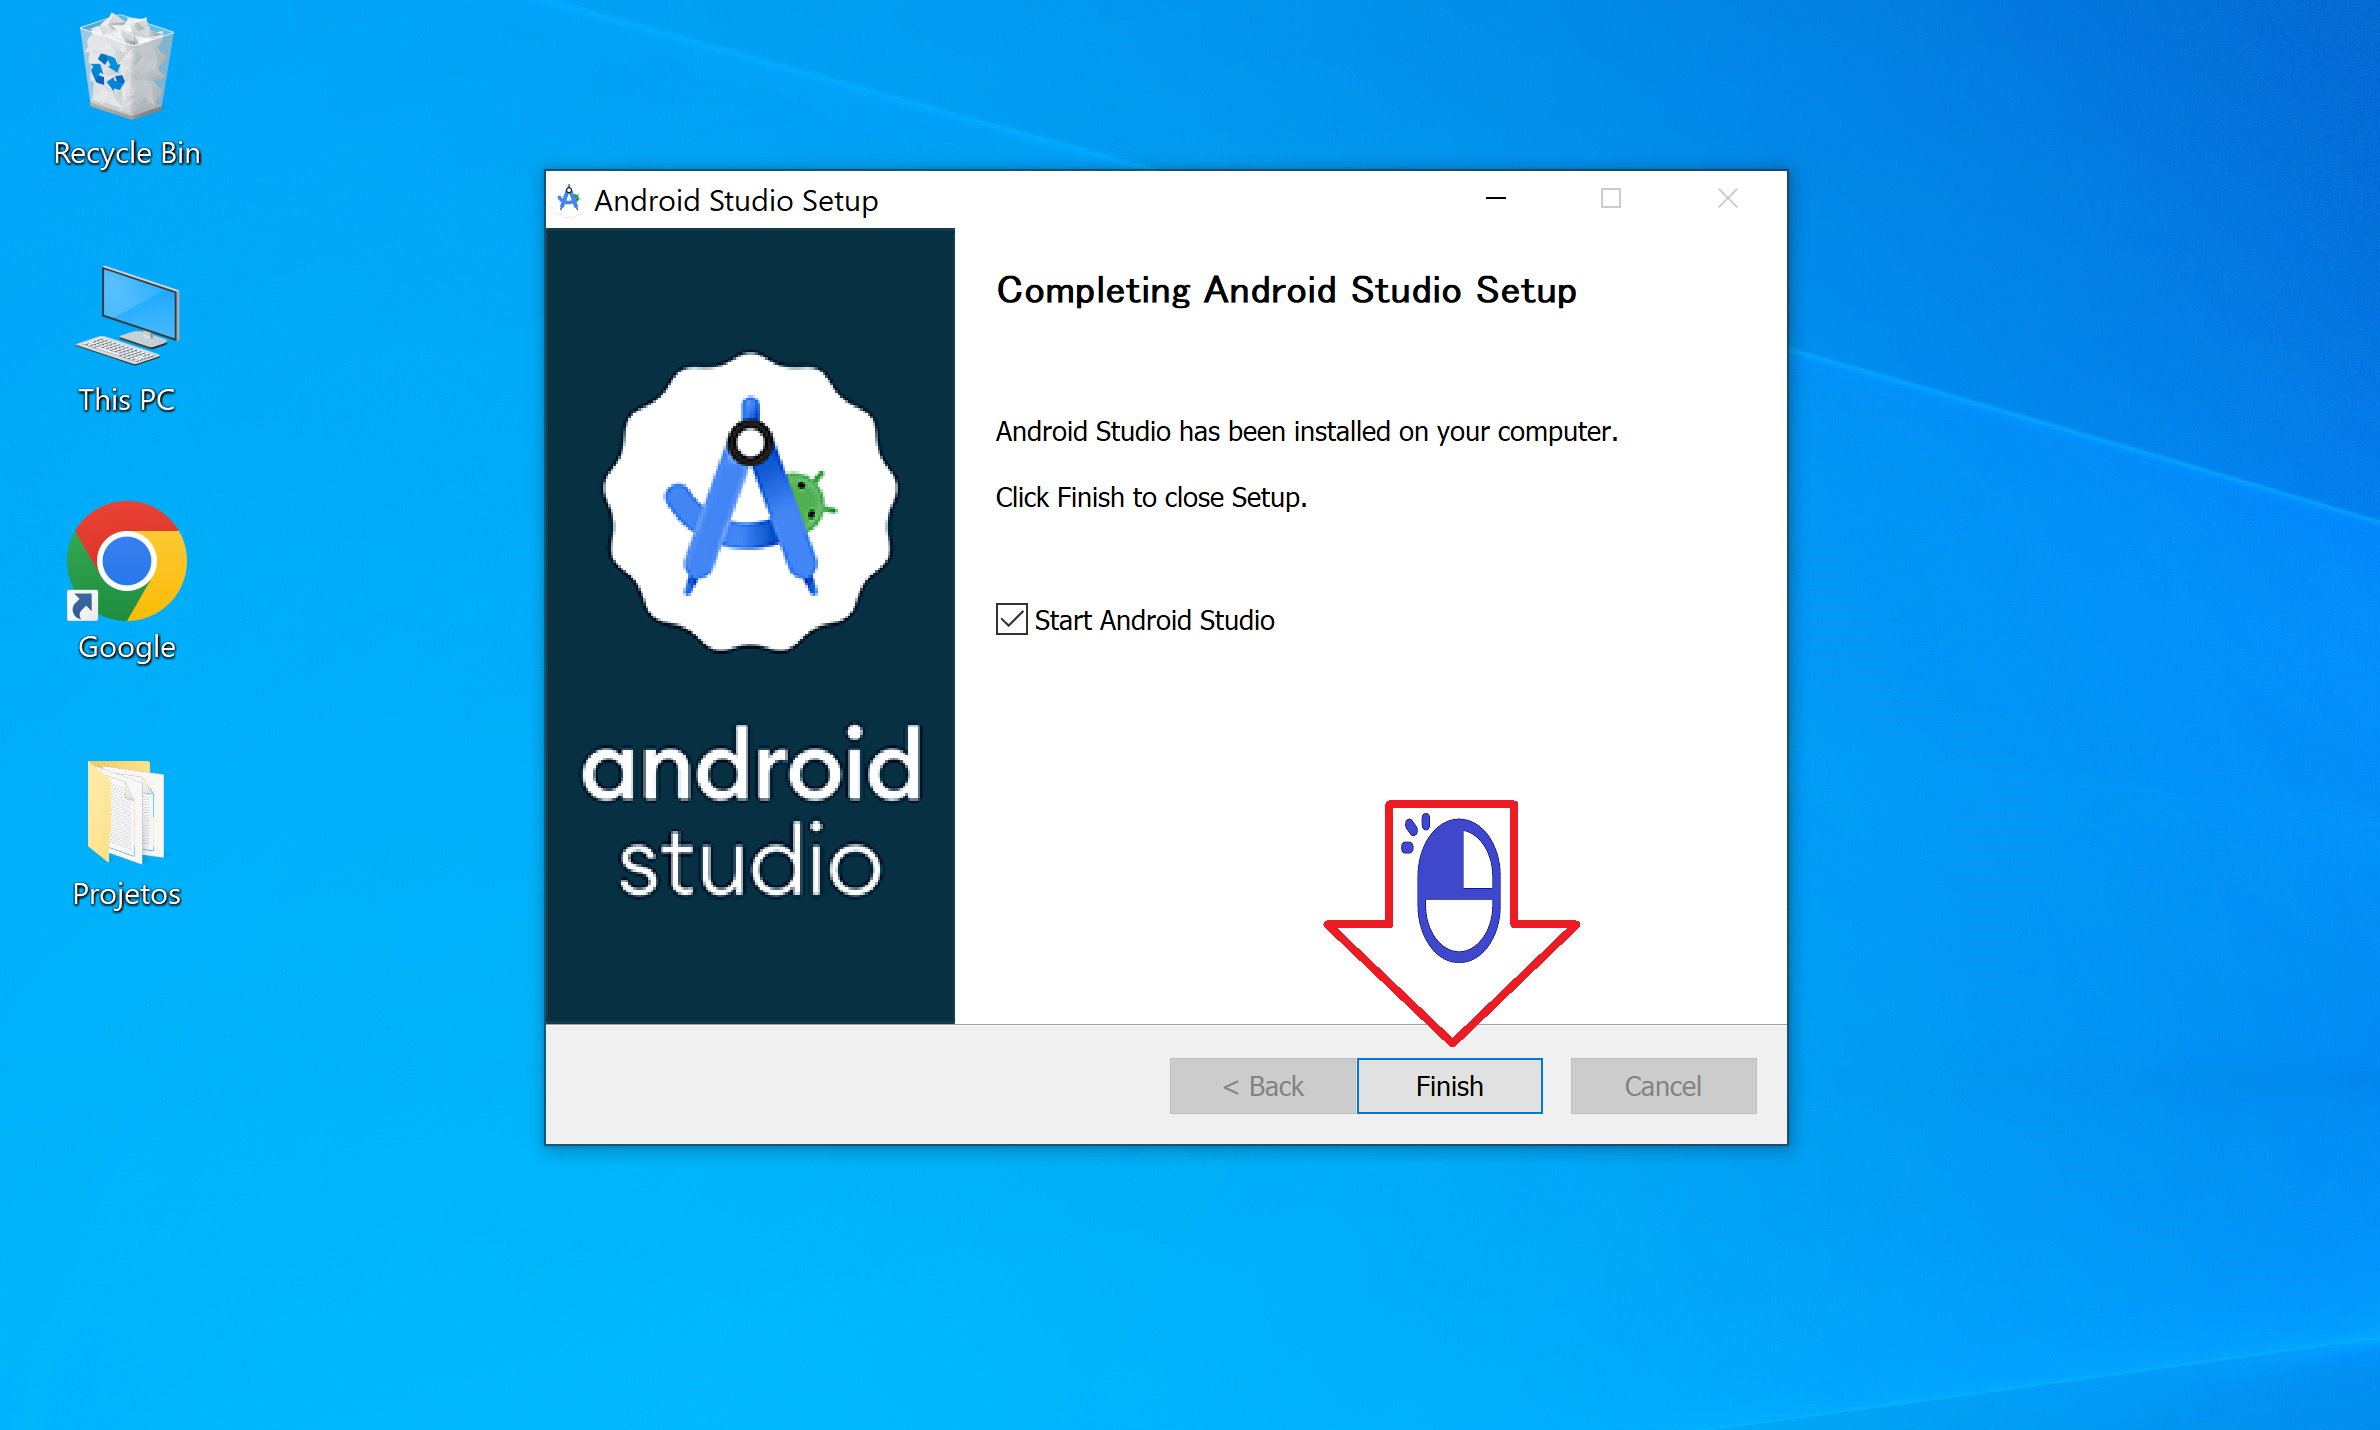 Recycle Bin
This PC
Google
Projetos
Android Studio Setup
android
studio
Completing Android Studio Setup
Android Studio has been installed on your computer.
Click Finish to close Setup.
Start Android Studio
< Back
Finish
Cancel